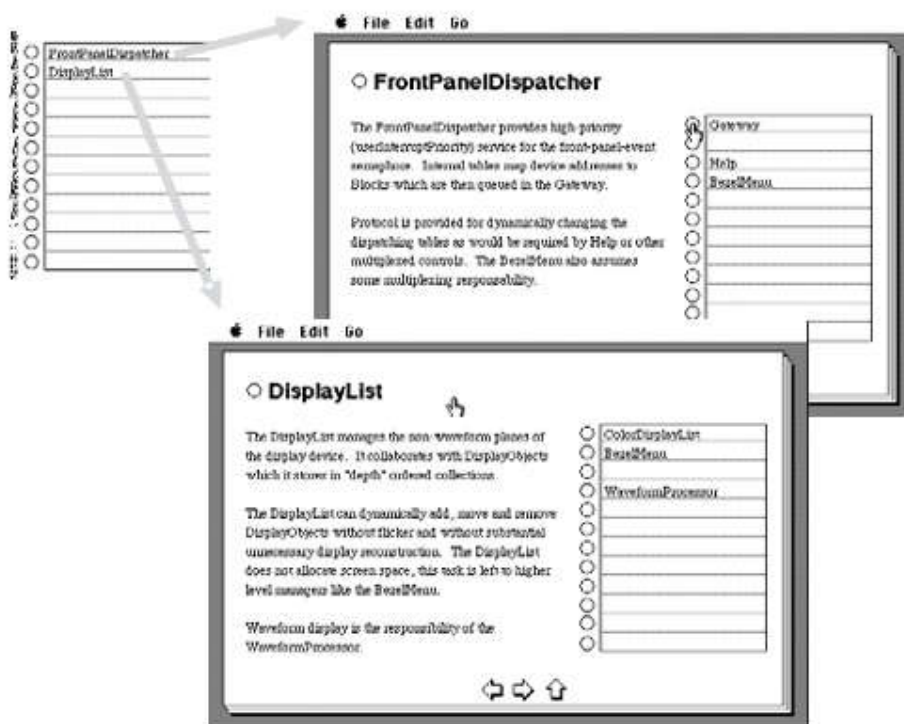 File Edit Go
FrontPanelDispatcher
DisplayList
FrontPanelDispatcher
The FrontPanelDispatcher provides high-priority
(userInterruptPriority) service for the front-panel-event
semaphore. Internal tables map device addresses to
Blocks which are then queued in the Gateway.
Protocol is provided for dynamically changing the
dispatching tables as would be required by Help or other
multiplexed controls. The BezelMenu also assumes
some multiplexing responsibility.
Gateway
Help
BezelMenu
File Edit Go
DisplayList
The DisplayList manages the non-waveform planes of
the display device. It collaborates with DisplayObjects
which it stores in "depth" ordered collections.
The DisplayList can dynamically add, move and remove
DisplayObjects without flicker and without substantial
unnecessary display reconstruction. The DisplayList
does not allocate screen space, this task is left to higher
level managers like the BezelMenu.
Waveform display is the responsibility of the
WaveformProcessor.
ColorDisplayList
BezelMenu
WaveformProcessor